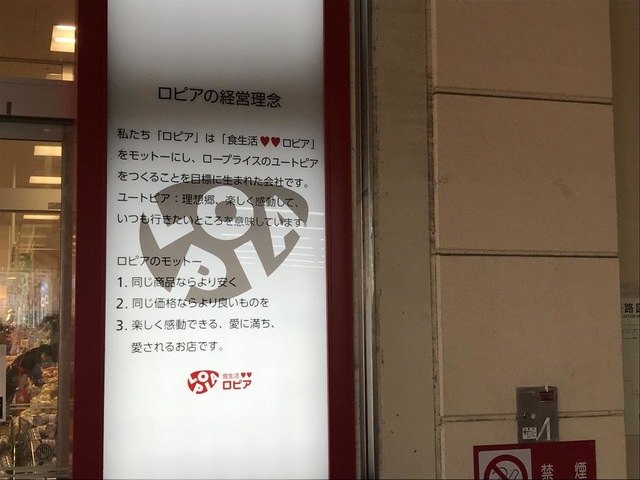 ロピアの経営理念
私たち「ロピア」は「食生活♥♥ロピア」
をモットーにし、ロープライスのユートピア
をつくることを目標に生まれた会社です。
ユートピア：理想郷、楽しく感動して、
いつも行きたいところを意味しています。
LOPIA
ロピアのモットー
1. 同じ商品ならより安く
2. 同じ価格ならより良いものを
3. 楽しく感動できる、愛に満ち、
愛されるお店です。
LOPIA
食生活♥♥
ロピア
禁煙